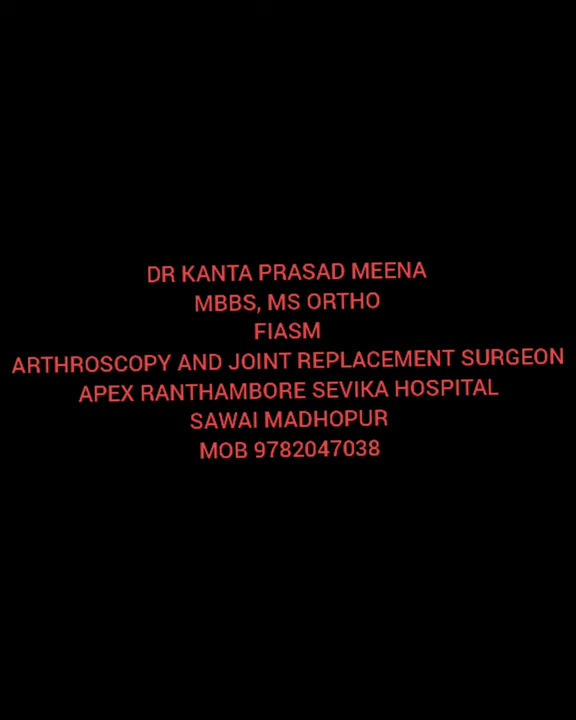 DR KANTA PRASAD MEENA
MBBS, MS ORTHO
FIASM
ARTHROSCOPY AND JOINT REPLACEMENT SURGEON
APEX RANTHAMBORE SEVIKA HOSPITAL
SAWAI MADHOPUR
MOB 9782047038